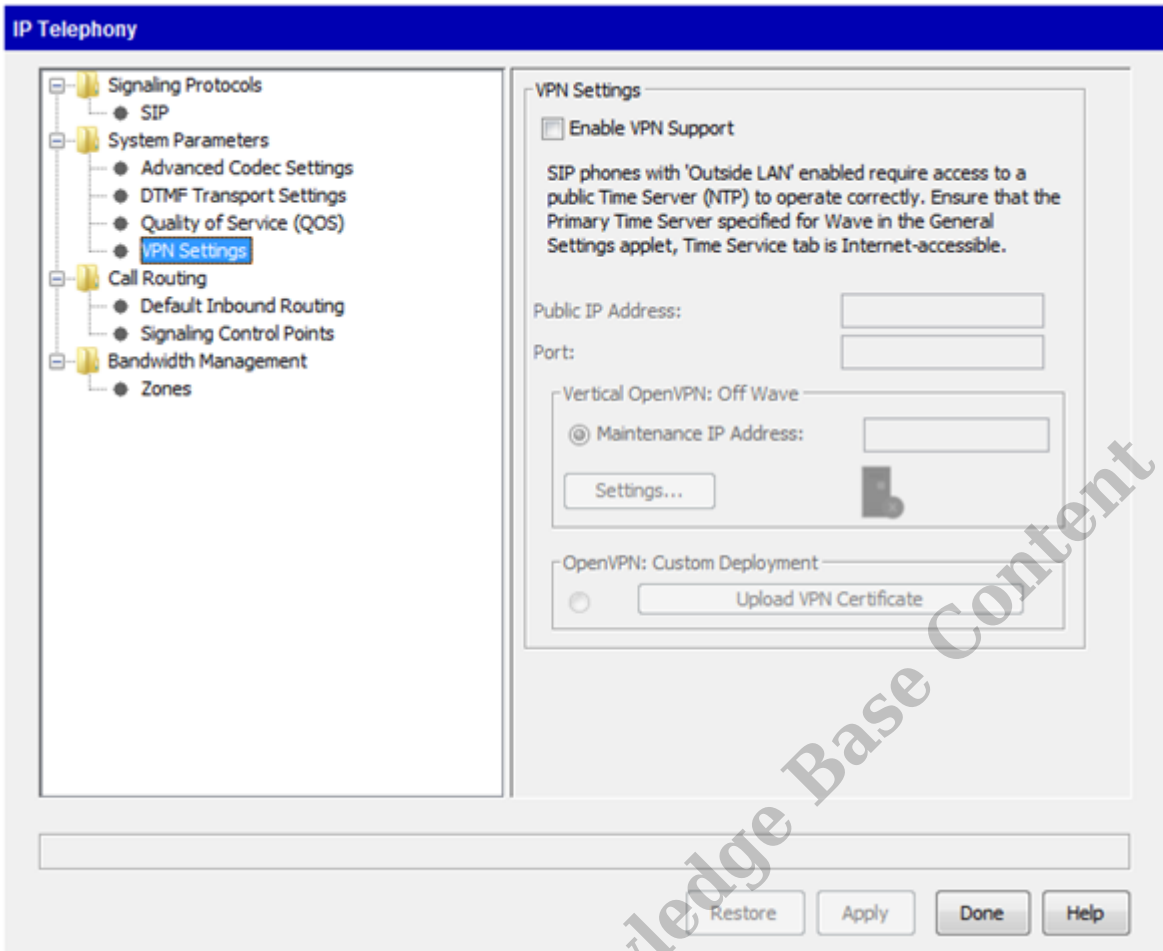 IP Telephony
Signaling Protocols
SIP
System Parameters
Advanced Codec Settings
DTMF Transport Settings
Quality of Service (QOS)
VPN Settings
Call Routing
Default Inbound Routing
Signaling Control Points
Bandwidth Management
Zones
VPN Settings
Enable VPN Support
SIP phones with 'Outside LAN' enabled require access to a
public Time Server (NTP) to operate correctly. Ensure that the
Primary Time Server specified for Wave in the General
Settings applet, Time Service tab is Internet-accessible.
Public IP Address:
Port:
Vertical OpenVPN: Off Wave
Maintenance IP Address:
Settings...
OpenVPN: Custom Deployment
Upload VPN Certificate
Restore
Apply
Done
Help
Base Content